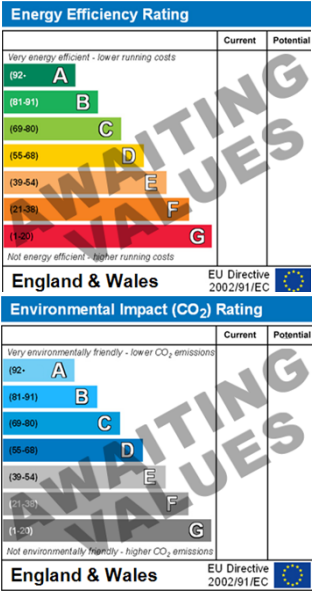 Energy Efficiency Rating
Current Potential
Very energy efficient - lower running costs
(92+ A
(81-91) B
(69-80) C
(55-68) D
(39-54) E
(21-38) F
(1-20) G
Not energy efficient - higher running costs
AWAITING
VALUES
England & Wales
EU Directive
2002/91/EC
Environmental Impact (CO₂) Rating
Current Potential
Very environmentally friendly - lower CO₂ emissions
(92+ A
(81-91) B
(69-80) C
(55-68) D
(39-54) E
(21-38) F
(1-20) G
Not environmentally friendly - higher CO₂ emissions
AWAITING
VALUES
England & Wales
EU Directive
2002/91/EC